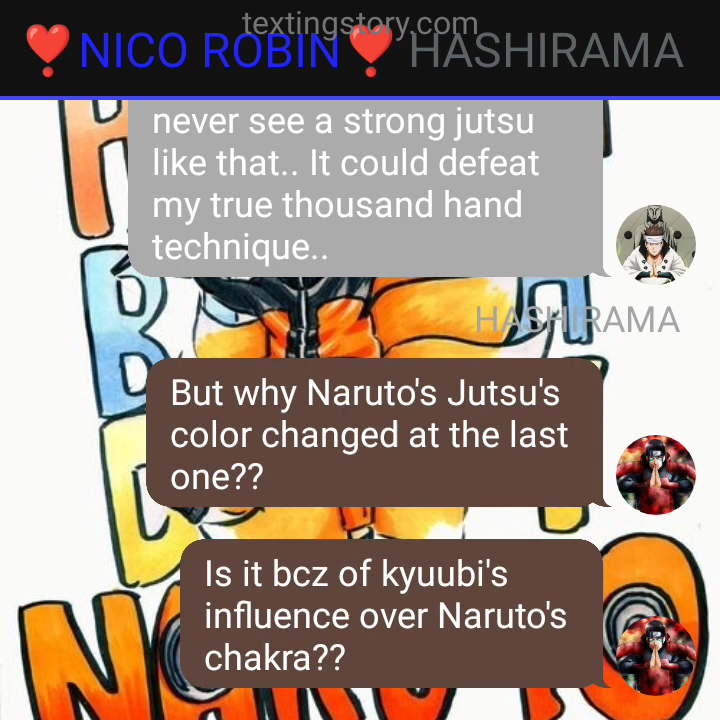 textingstory.com
❣️NICO ROBIN❣️HASHIRAMA
never see a strong jutsu
like that.. It could defeat
my true thousand hand
technique..
HASHIRAMA
But why Naruto's Jutsu's
color changed at the last
one??
Is it bcz of kyuubi's
influence over Naruto's
chakra??
NARUTO